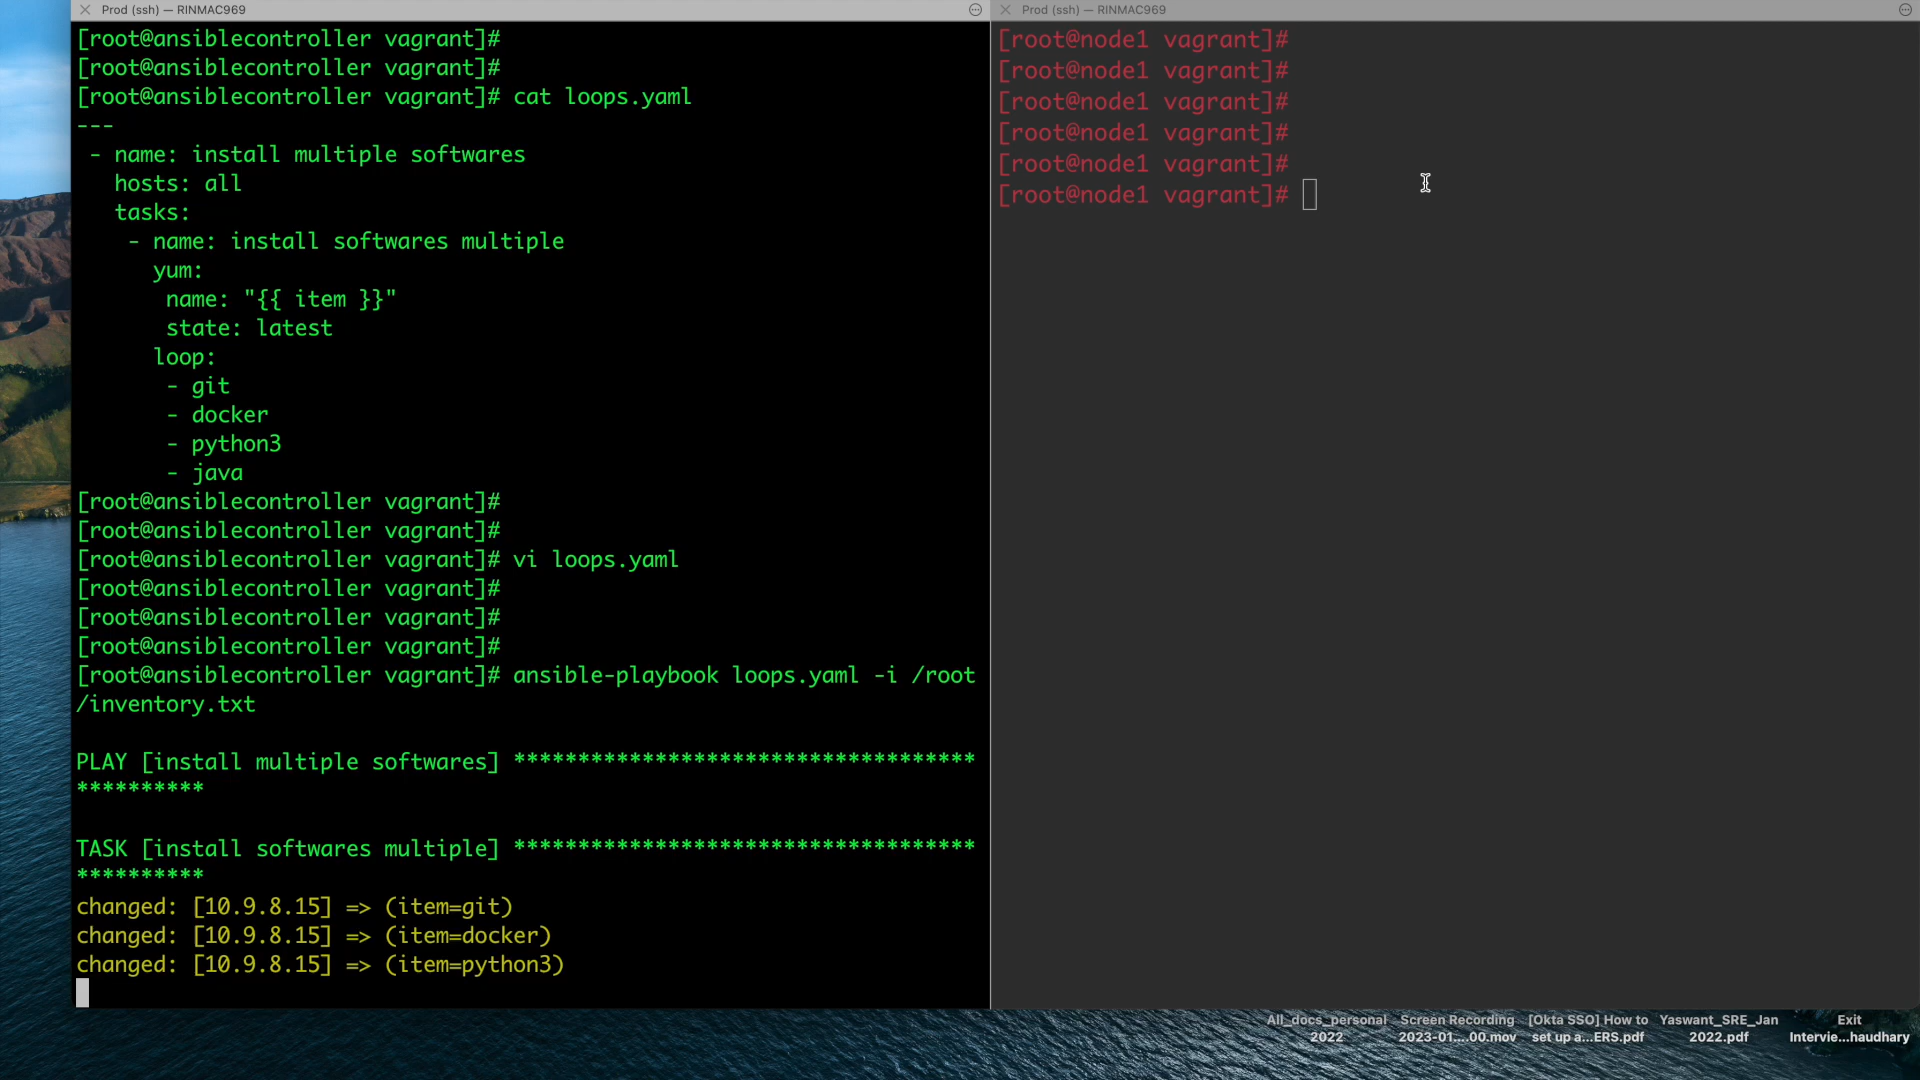 Prod (ssh) — RINMAC969
[root@ansiblecontroller vagrant]#
[root@ansiblecontroller vagrant]#
[root@ansiblecontroller vagrant]# cat loops.yaml
---
- name: install multiple softwares
hosts: all
tasks:
- name: install softwares multiple
yum:
name: "{{ item }}"
state: latest
loop:
- git
- docker
- python3
- java
[root@ansiblecontroller vagrant]#
[root@ansiblecontroller vagrant]#
[root@ansiblecontroller vagrant]# vi loops.yaml
[root@ansiblecontroller vagrant]#
[root@ansiblecontroller vagrant]#
[root@ansiblecontroller vagrant]#
[root@ansiblecontroller vagrant]# ansible-playbook loops.yaml -i /root
/inventory.txt
PLAY [install multiple softwares] ************************************
**********
TASK [install softwares multiple] ************************************
**********
changed: [10.9.8.15] => (item=git)
changed: [10.9.8.15] => (item=docker)
changed: [10.9.8.15] => (item=python3)
Prod (ssh) — RINMAC969
[root@node1 vagrant]#
[root@node1 vagrant]#
[root@node1 vagrant]#
[root@node1 vagrant]#
[root@node1 vagrant]#
[root@node1 vagrant]#
All_docs_personal
2022
Screen Recording
2023-01....00.mov
[Okta SSO] How to
set up a...ERS.pdf
Yaswant_SRE_Jan
2022.pdf
Exit
Intervie...haudhary